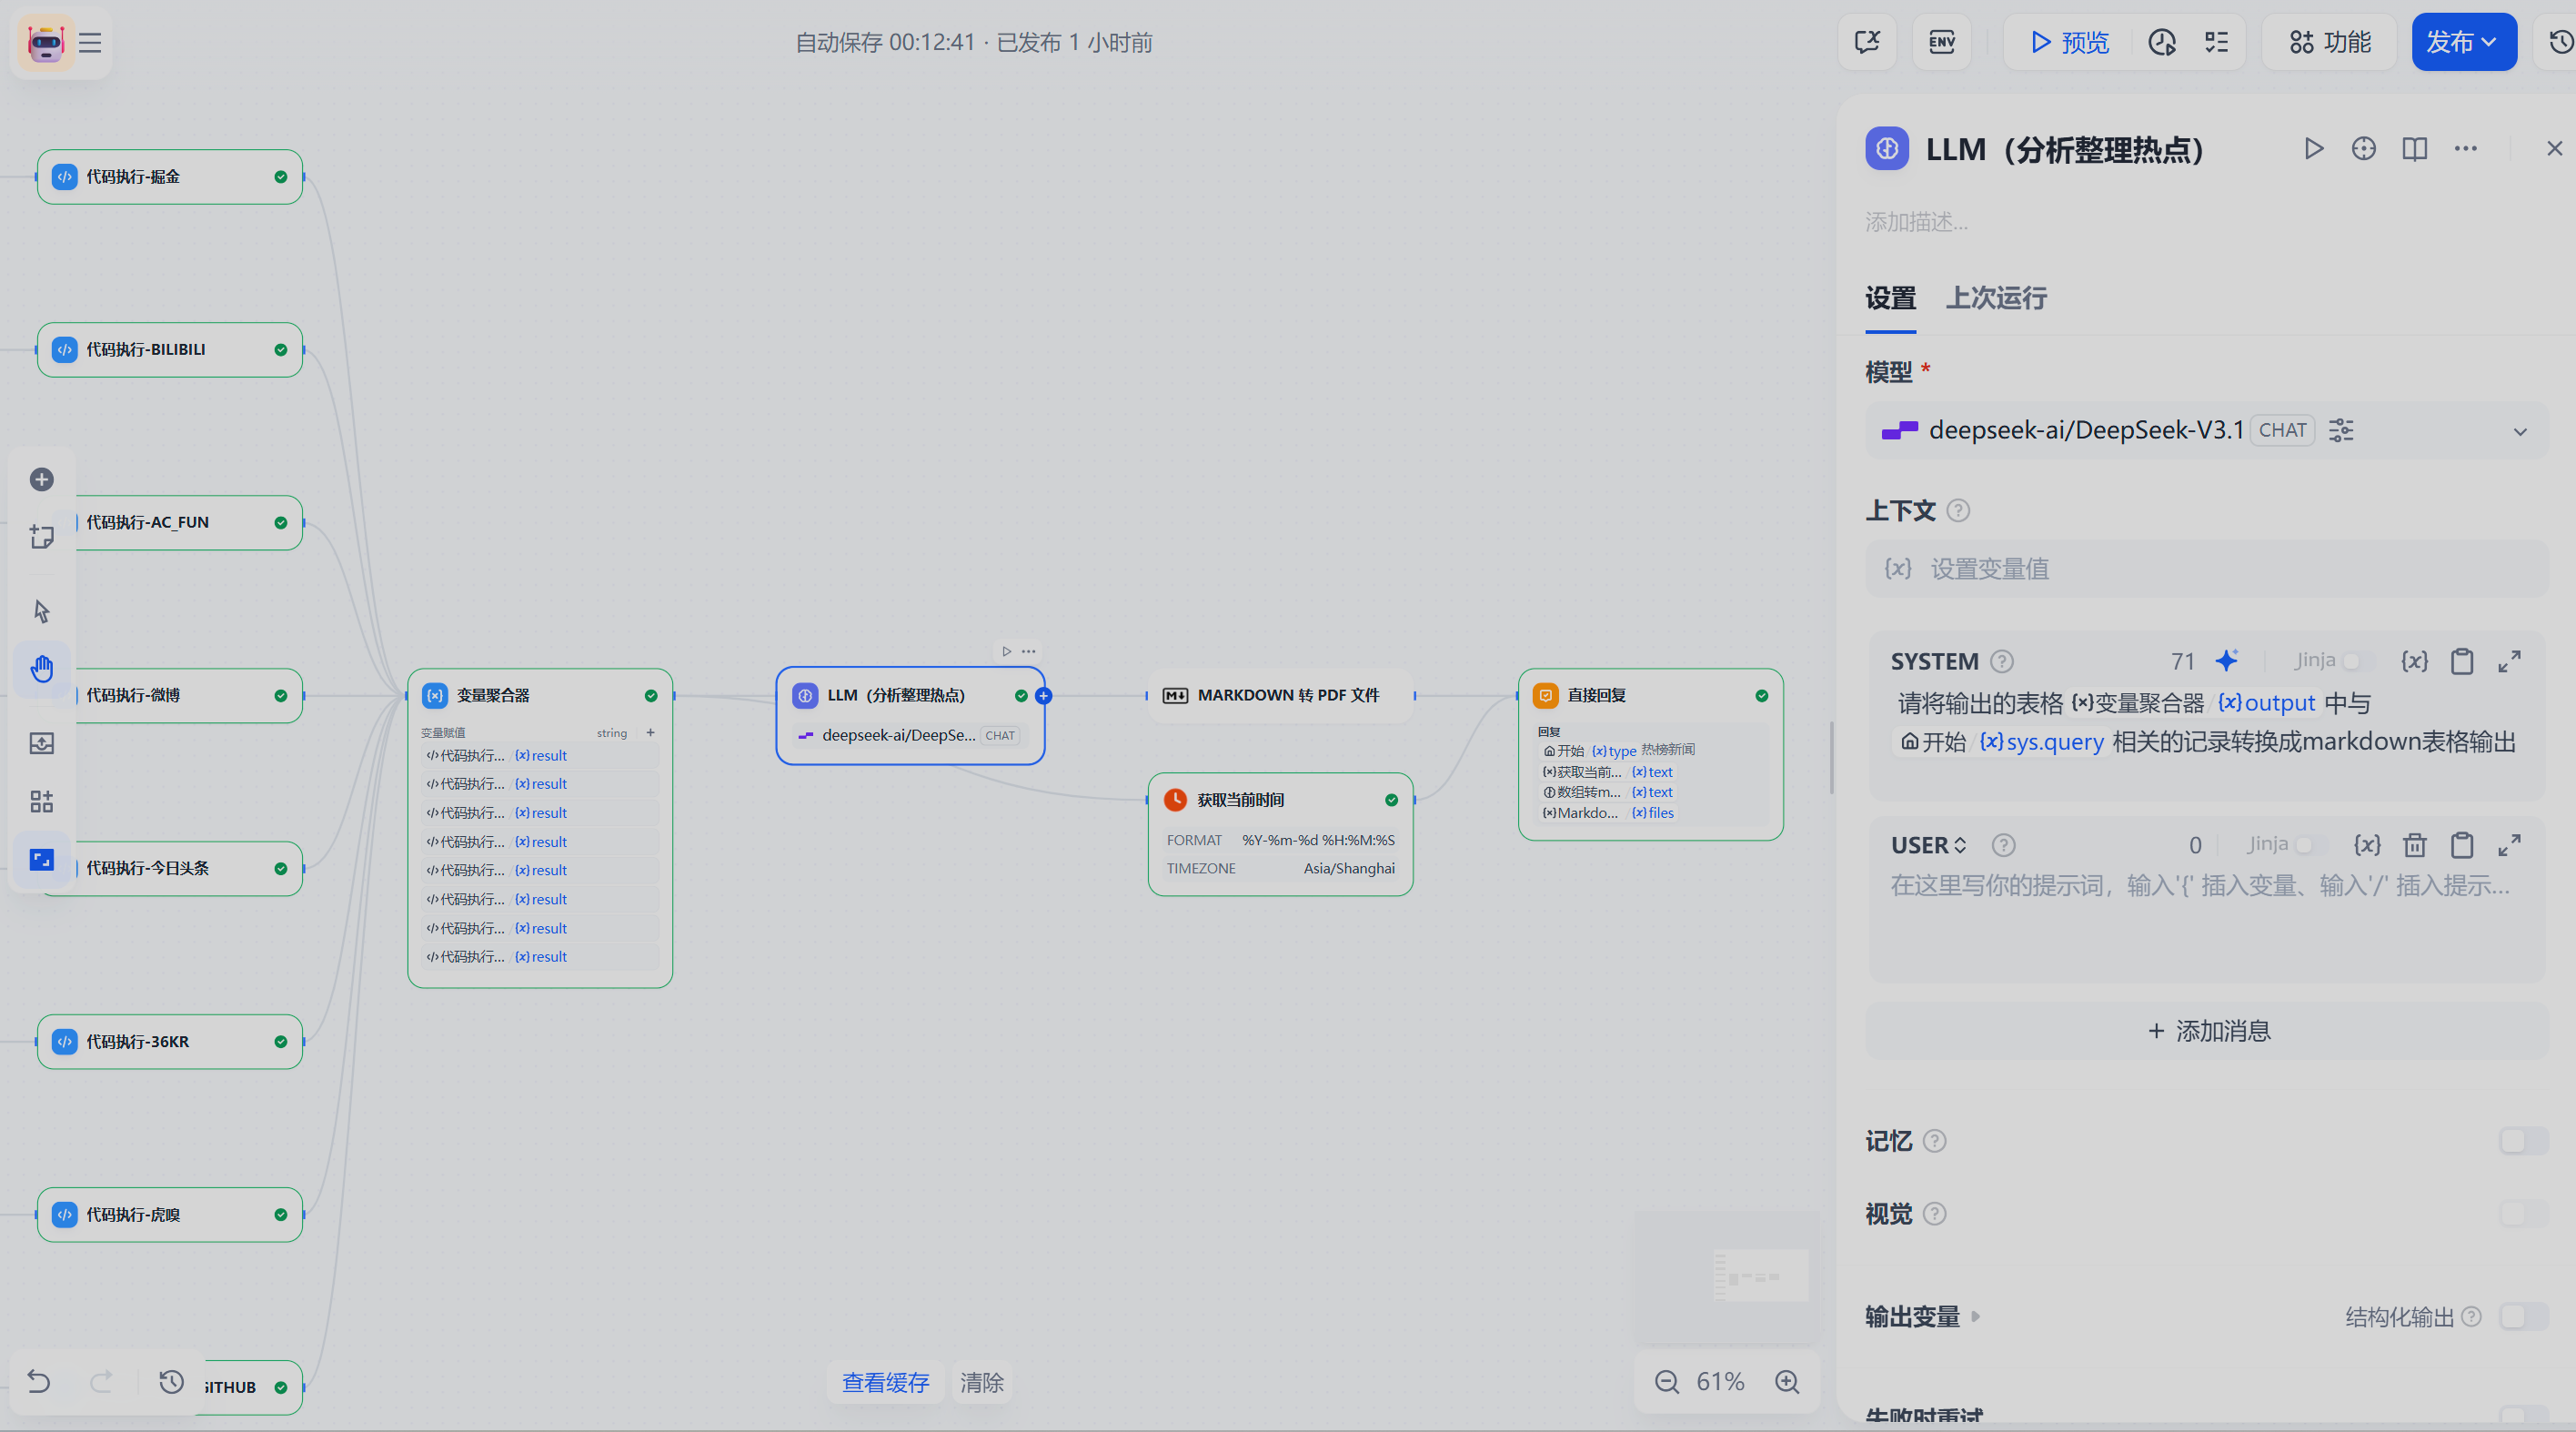 自动保存 00:12:41 · 已发布 1 小时前
ENV
预览
功能
发布
代码执行-掘金
代码执行-BILIBILI
代码执行-AC_FUN
代码执行-微博
代码执行-今日头条
代码执行-36KR
代码执行-虎嗅
GITHUB
变量聚合器
变量赋值 string +
代码执行... {x} result
代码执行... {x} result
代码执行... {x} result
代码执行... {x} result
代码执行... {x} result
代码执行... {x} result
代码执行... {x} result
代码执行... {x} result
LLM（分析整理热点）
deepseek-ai/DeepSe... CHAT
MARKDOWN 转 PDF 文件
获取当前时间
FORMAT %Y-%m-%d %H:%M:%S
TIMEZONE Asia/Shanghai
直接回复
回复
开始 {x} type 热榜新闻
{x}获取当前... / {x} text
数组转m... / {x} text
{x}Markdo... / {x} files
查看缓存 清除
61%
LLM（分析整理热点）
添加描述...
设置 上次运行
模型 *
deepseek-ai/DeepSeek-V3.1 CHAT
上下文
{x} 设置变量值
SYSTEM 71 Jinja {x}
请将输出的表格 {x}变量聚合器 / {x} output 中与
开始 / {x} sys.query 相关的记录转换成markdown表格输出
USER 0 Jinja {x}
在这里写你的提示词，输入'{' 插入变量、输入'/' 插入提示...
+ 添加消息
记忆
视觉
输出变量 结构化输出
失败时重试